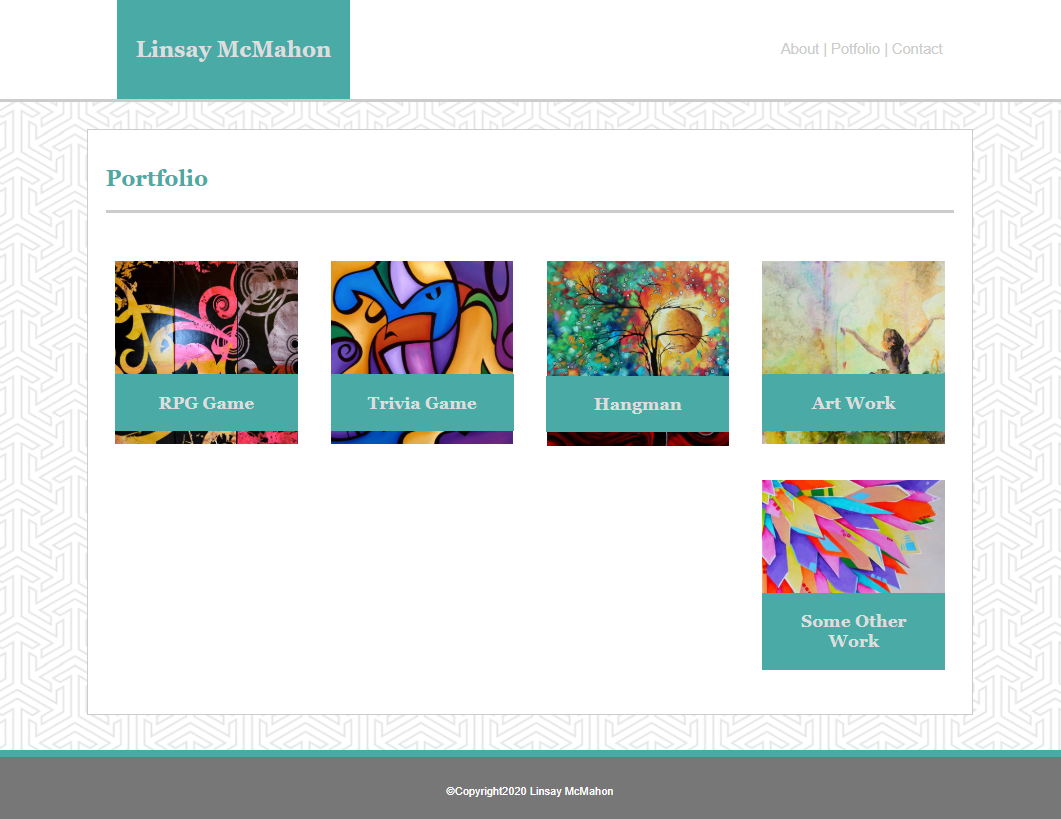 Linsay McMahon
About | Potfolio | Contact
Portfolio
RPG Game
Trivia Game
Hangman
Art Work
Some Other
Work
©Copyright2020 Linsay McMahon